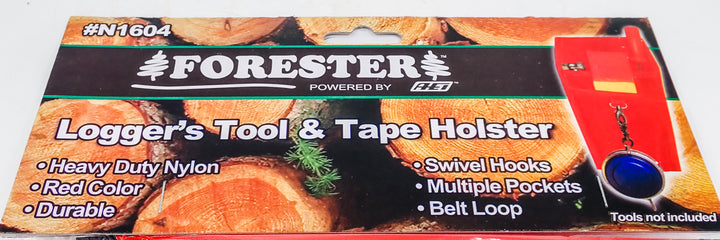 #N1604
FORESTER™
POWERED BY
Logger's Tool & Tape Holster
• Heavy Duty Nylon
• Red Color
• Durable
• Swivel Hooks
• Multiple Pockets
• Belt Loop
Tools not included